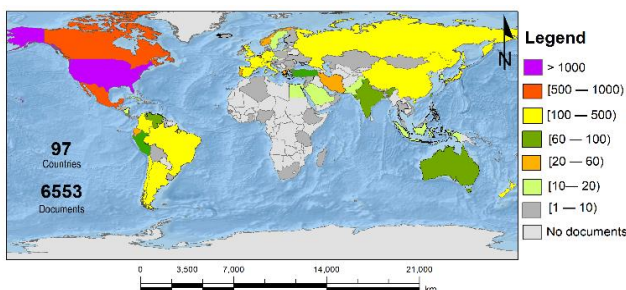 N
Legend
> 1000
[500 — 1000)
[100 — 500)
[60 — 100)
[20 — 60)
[10— 20)
[1 — 10)
No documents
97
Countries
6553
Documents
0 3,500 7,000 14,000 21,000
km